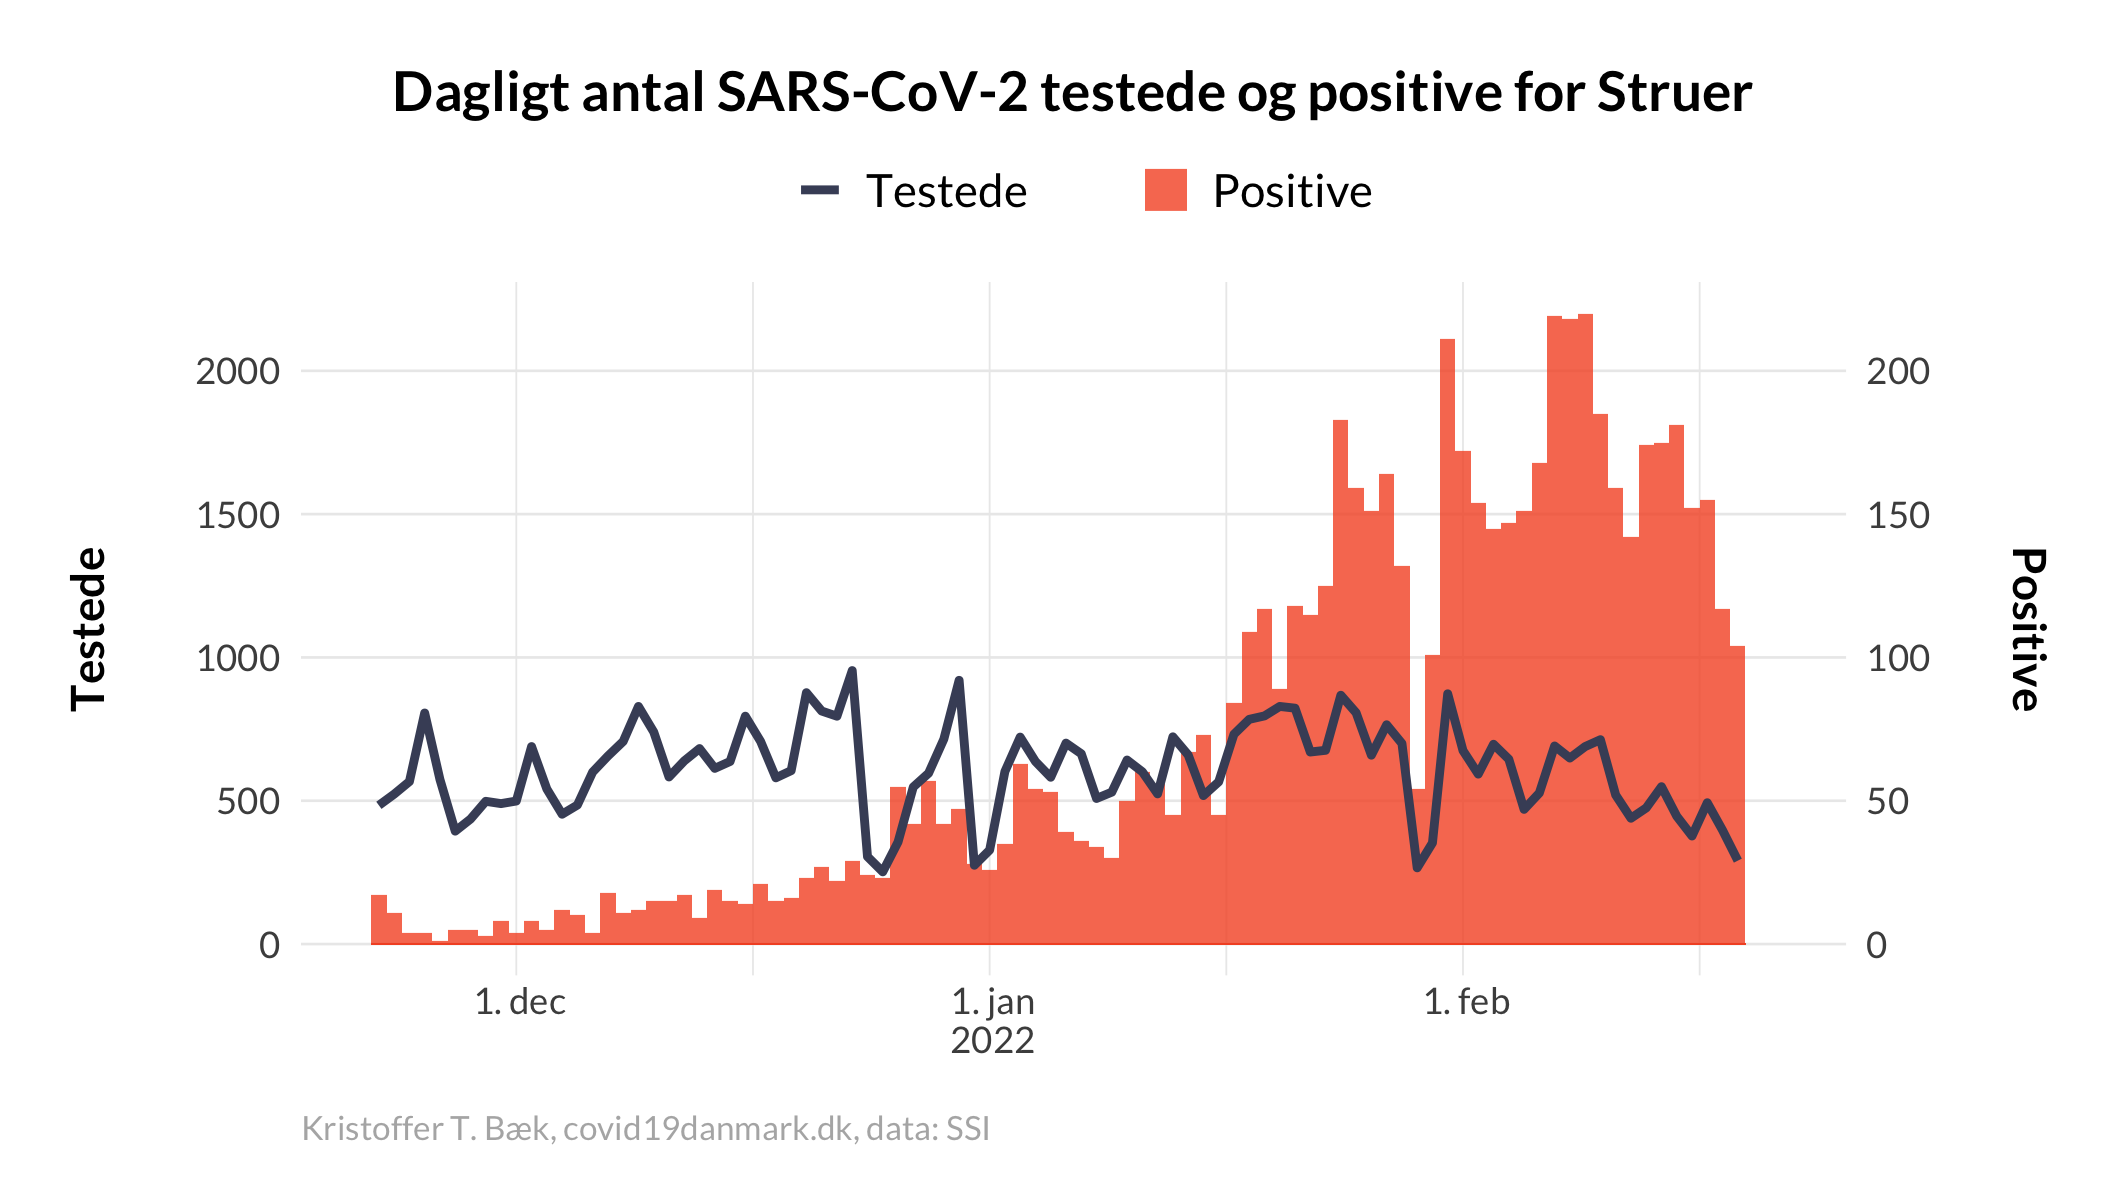 Dagligt antal SARS-CoV-2 testede og positive for Struer
Testede
Positive
2000
1500
1000
500
0
200
150
100
50
0
Testede
Positive
1. dec
1. jan
2022
1. feb
Kristoffer T. Bæk, covid19danmark.dk, data: SSI